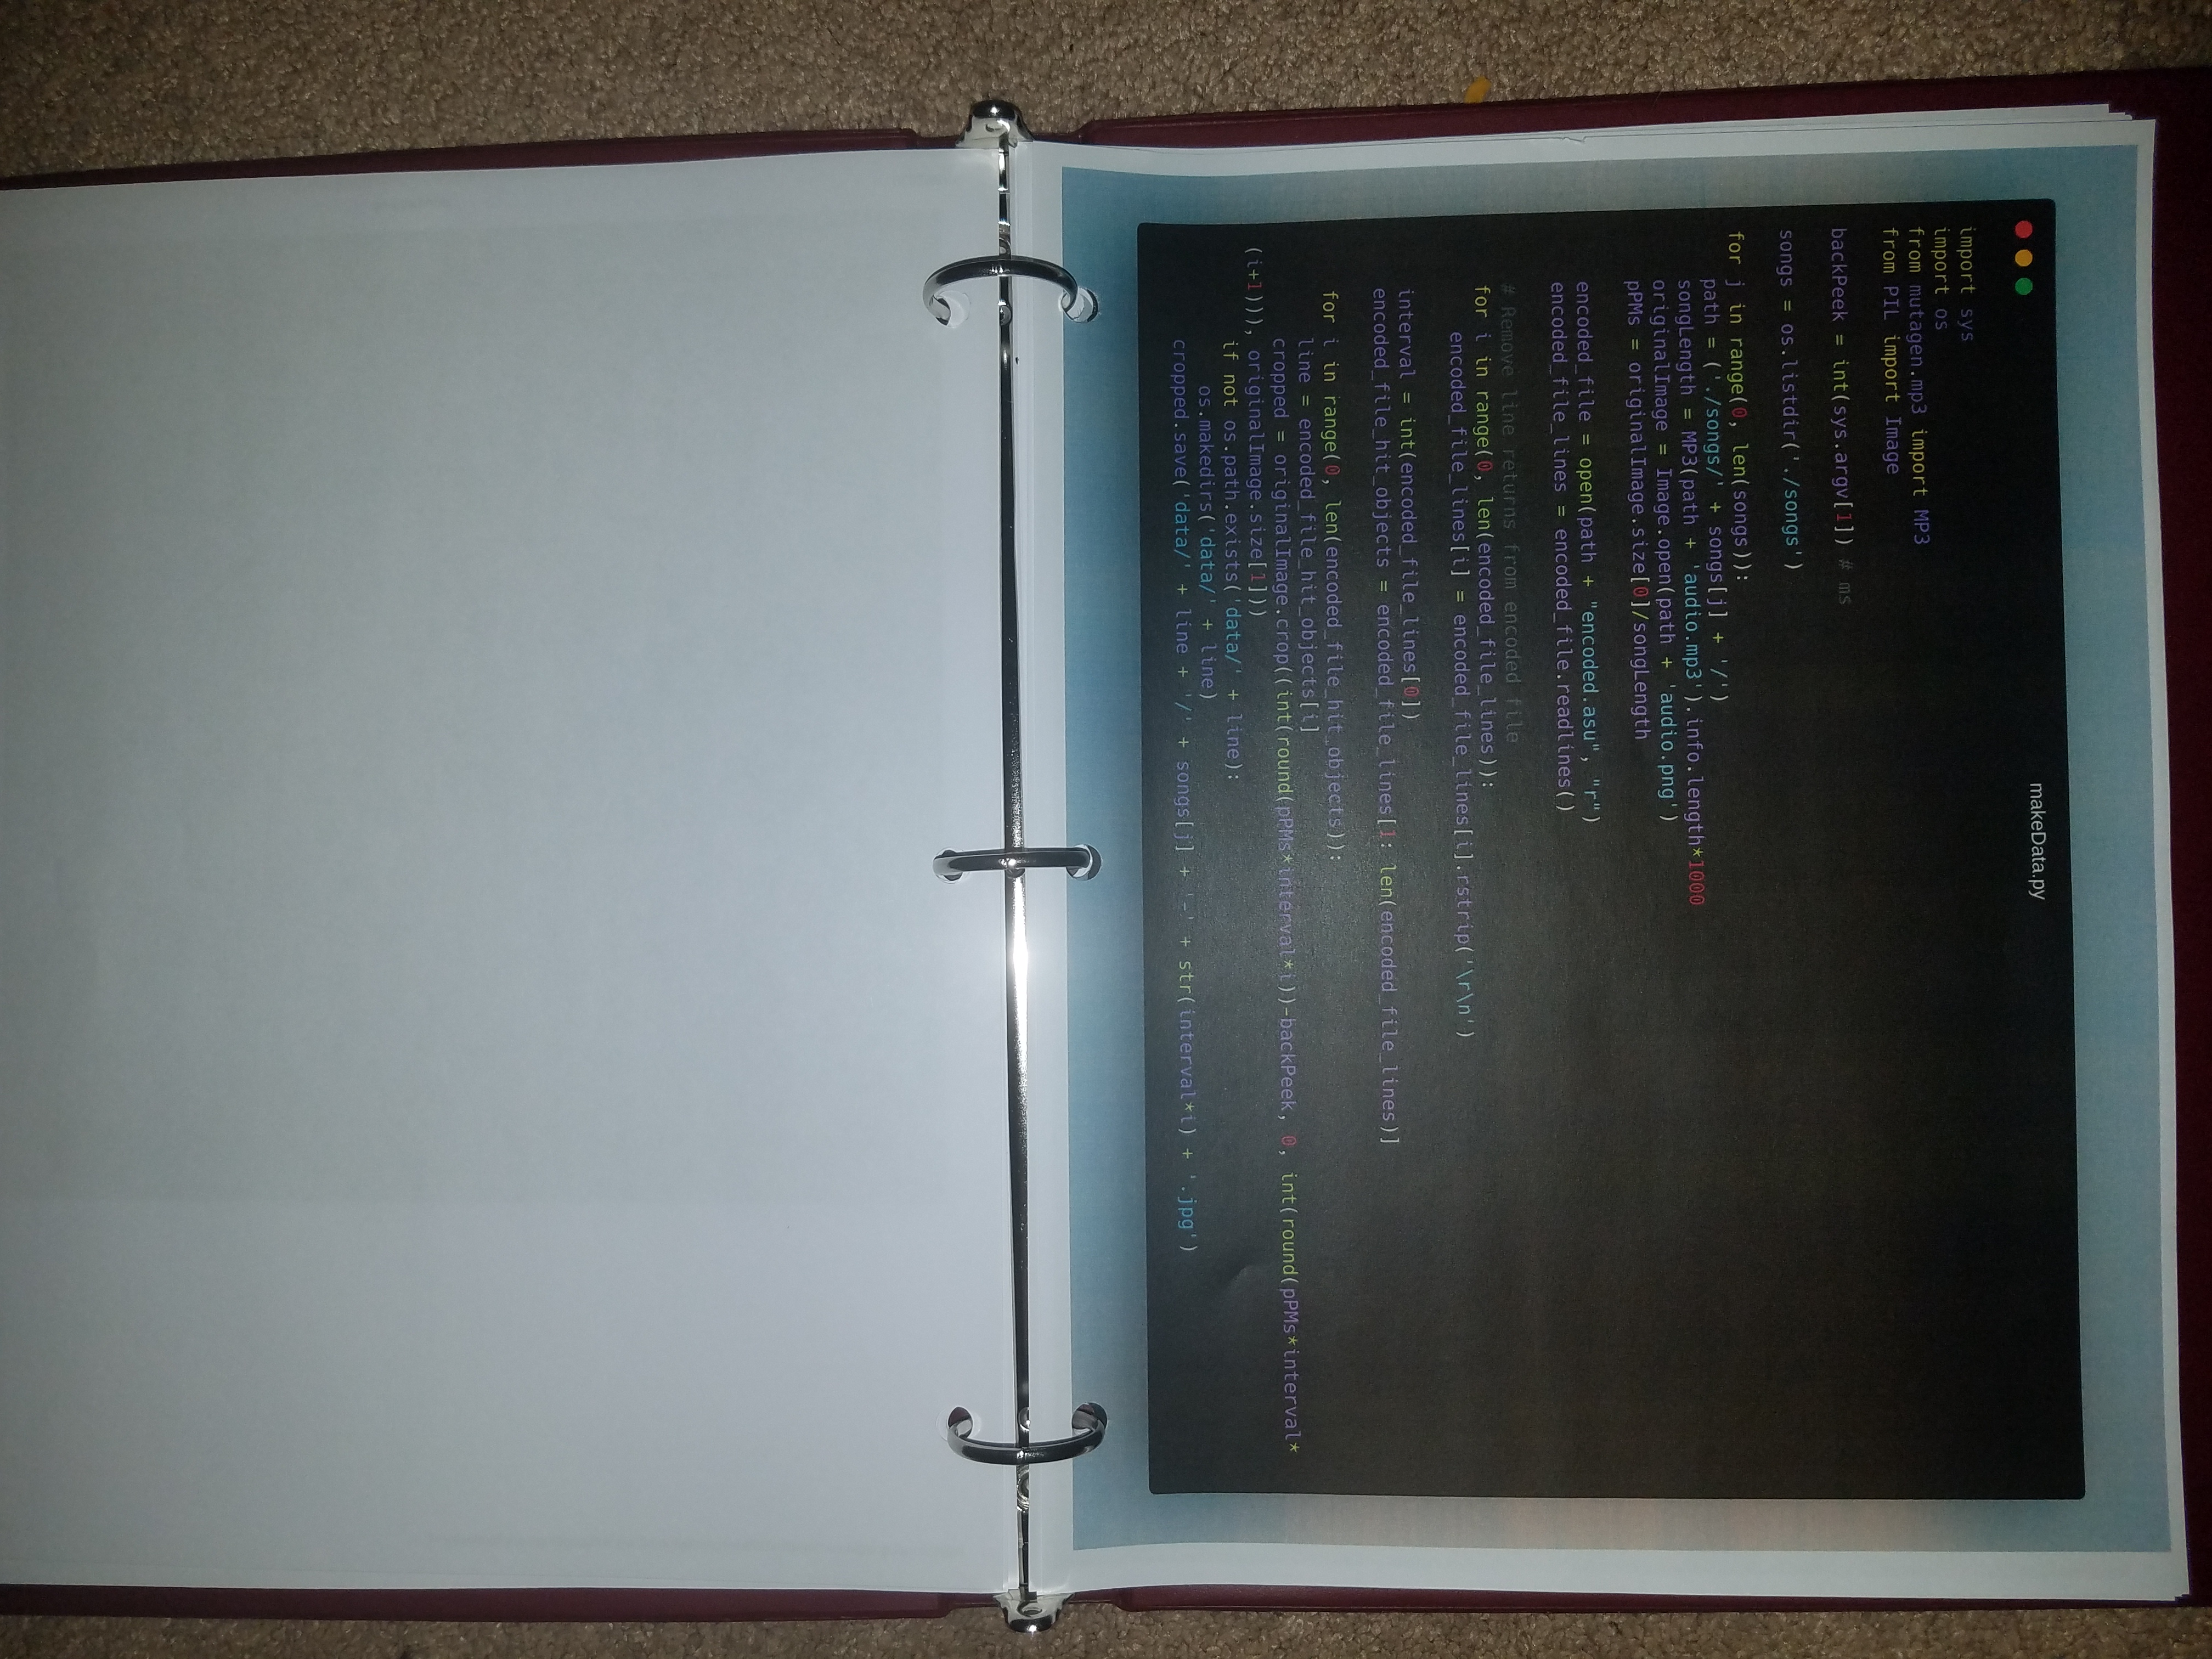 makeData.py
import sys
import os
from mutagen.mp3 import MP3
from PIL import Image

backPeek = int(sys.argv[1]) # ms

songs = os.listdir('./songs')

for j in range(0, len(songs)):
    path = ('./songs/' + songs[j] + '/')
    songLength = MP3(path + 'audio.mp3').info.length*1000
    originalImage = Image.open(path + 'audio.png')
    pPMs = originalImage.size[0]/songLength

    encoded_file = open(path + "encoded.asu", "r")
    encoded_file_lines = encoded_file.readlines()

    # Remove line returns from encoded file
    for i in range(0, len(encoded_file_lines)):
        encoded_file_lines[i] = encoded_file_lines[i].rstrip('\r\n')

    interval = int(encoded_file_lines[0])
    encoded_file_hit_objects = encoded_file_lines[1: len(encoded_file_lines)]

    for i in range(0, len(encoded_file_hit_objects)):
        line = encoded_file_hit_objects[i]
        cropped = originalImage.crop((int(round(pPMs*interval*i))-backPeek, 0, int(round(pPMs*interval*
(i+1))), originalImage.size[1]))
        if not os.path.exists('data/' + line):
            os.makedirs('data/' + line)
        cropped.save('data/' + line + '/' + songs[j] + '-' + str(interval*i) + '.jpg')